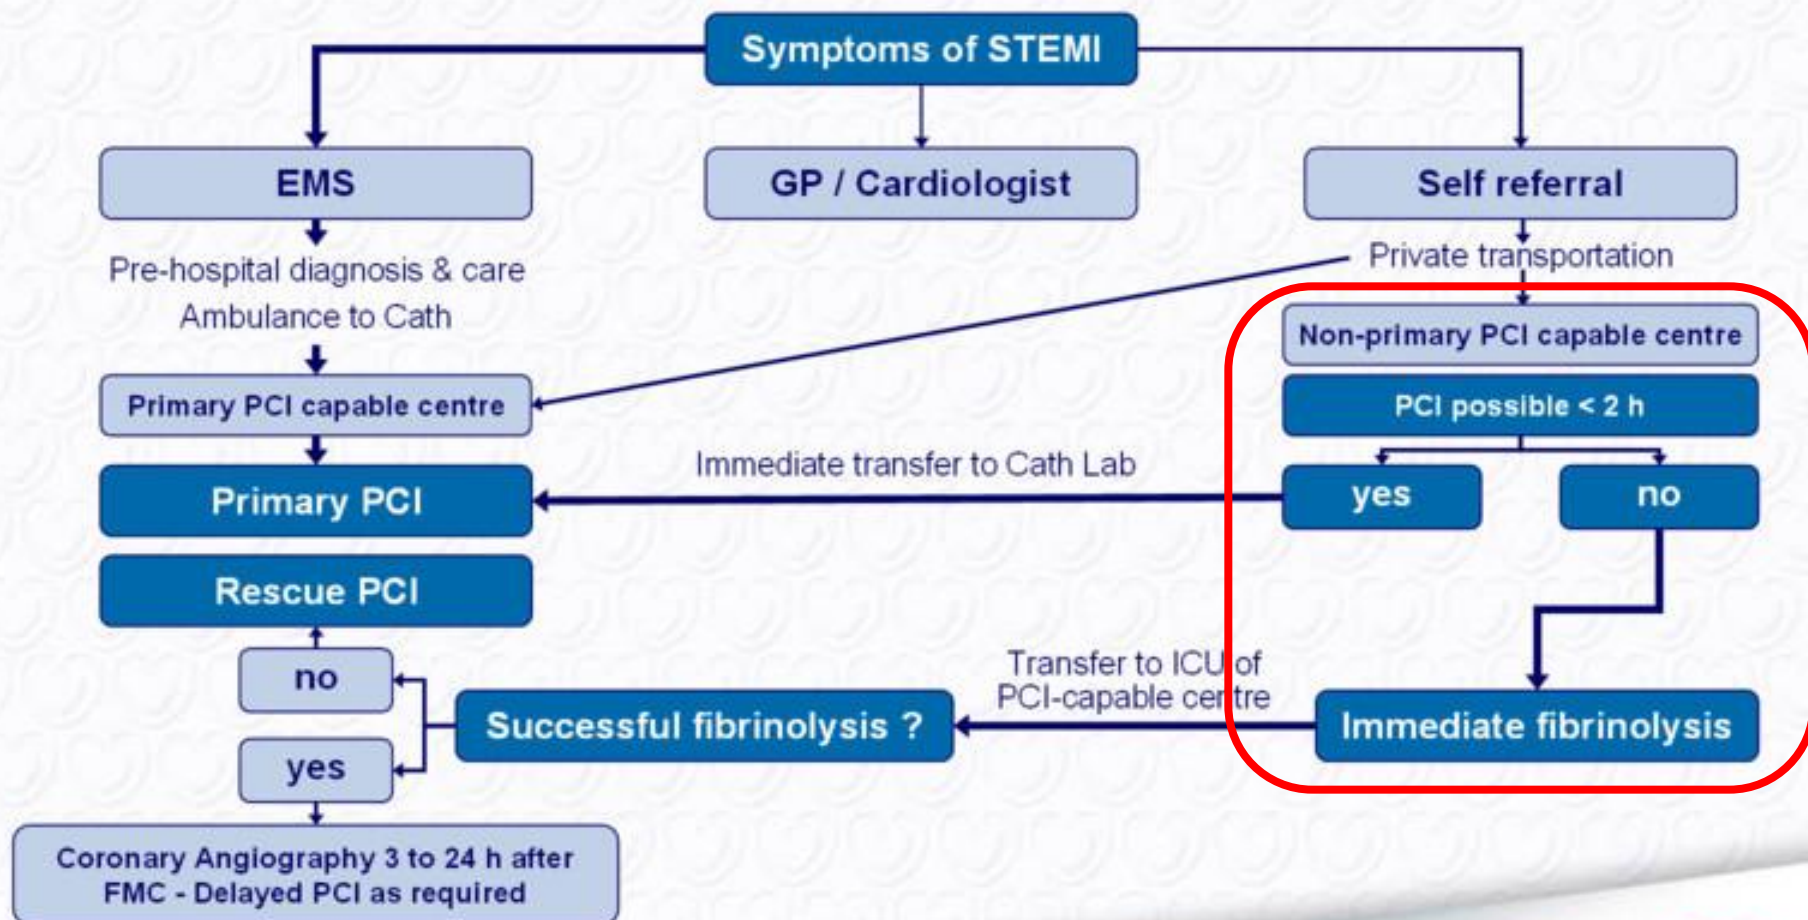 Symptoms of STEMI
EMS
GP / Cardiologist
Self referral
Pre-hospital diagnosis & care
Ambulance to Cath
Private transportation
Non-primary PCI capable centre
Primary PCI capable centre
PCI possible < 2 h
Immediate transfer to Cath Lab
yes
no
Primary PCI
Rescue PCI
no
Transfer to ICU of
PCI-capable centre
Successful fibrinolysis ?
Immediate fibrinolysis
yes
Coronary Angiography 3 to 24 h after
FMC - Delayed PCI as required